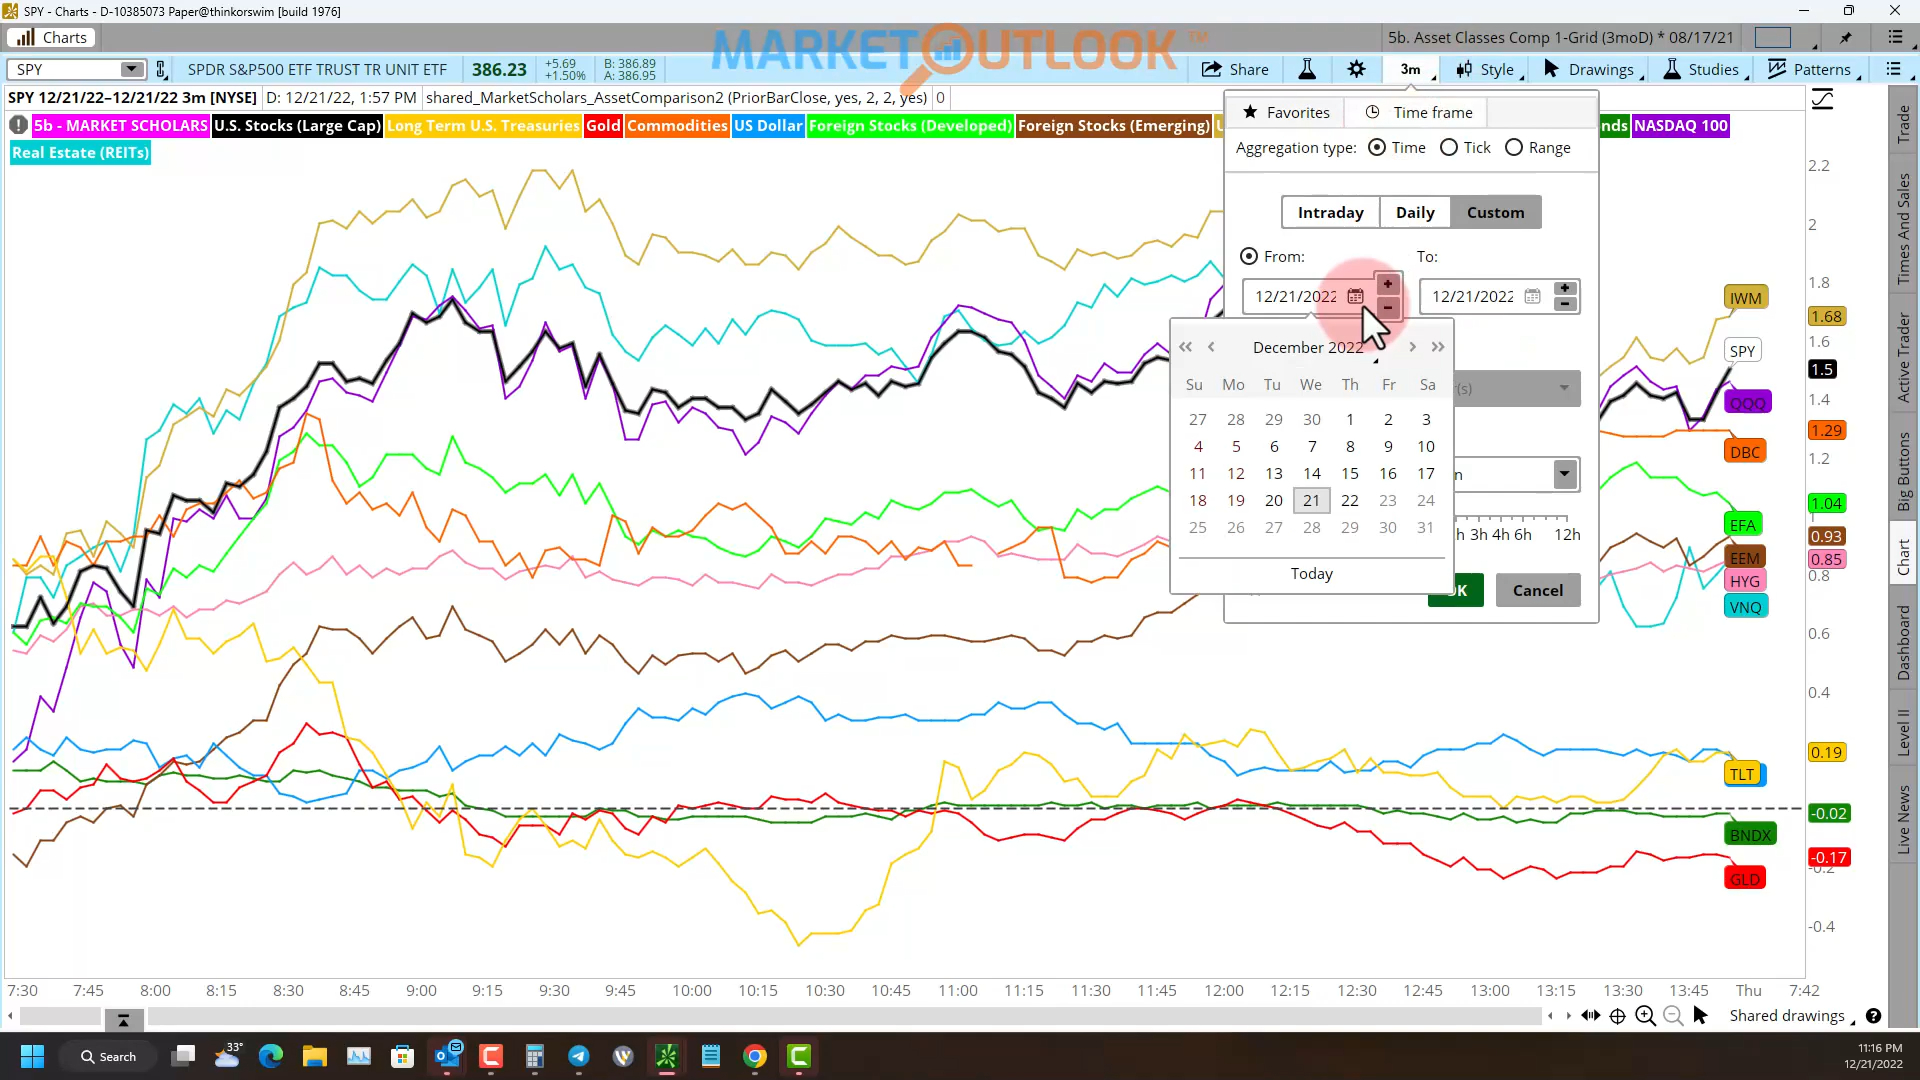 SPY - Charts - D-10385073 Paper@thinkorswim [build 1976]
Charts
MARKET OUTLOOK TM
5b. Asset Classes Comp 1-Grid (3moD) * 08/17/21
SPY
SPDR S&P500 ETF TRUST TR UNIT ETF
386.23
+5.69
+1.50%
B: 386.89
A: 386.95
Share
3m
Style
Drawings
Studies
Patterns
SPY 12/21/22–12/21/22 3m [NYSE]
D: 12/21/22, 1:57 PM
shared_MarketScholars_AssetComparison2 (PriorBarClose, yes, 2, 2, yes)
0
5b - MARKET SCHOLARS
U.S. Stocks (Large Cap)
Long Term U.S. Treasuries
Gold
Commodities
US Dollar
Foreign Stocks (Developed)
Foreign Stocks (Emerging)
nds
NASDAQ 100
Real Estate (REITs)
Favorites
Time frame
Aggregation type:
Time
Tick
Range
Intraday
Daily
Custom
From:
To:
12/21/2022
12/21/2022
December 2022
Su Mo Tu We Th Fr Sa
27 28 29 30 1 2 3
4 5 6 7 8 9 10
11 12 13 14 15 16 17
18 19 20 21 22 23 24
25 26 27 28 29 30 31
Today
(s)
n
h 3h 4h 6h 12h
OK
Cancel
2.2
2
1.8
1.68
1.6
1.5
1.4
1.29
1.2
1.04
0.93
0.85
0.8
0.6
0.4
0.19
-0.02
-0.17
-0.2
-0.4
IWM
SPY
QQQ
DBC
EFA
EEM
HYG
VNQ
TLT
BNDX
GLD
Trade
Times And Sales
Active Trader
Big Buttons
Chart
Dashboard
Level II
Live News
7:30 7:45 8:00 8:15 8:30 8:45 9:00 9:15 9:30 9:45 10:00 10:15 10:30 10:45 11:00 11:15 11:30 11:45 12:00 12:15 12:30 12:45 13:00 13:15 13:30 13:45 Thu 7:42
Shared drawings
33°
Search
11:16 PM
12/21/2022